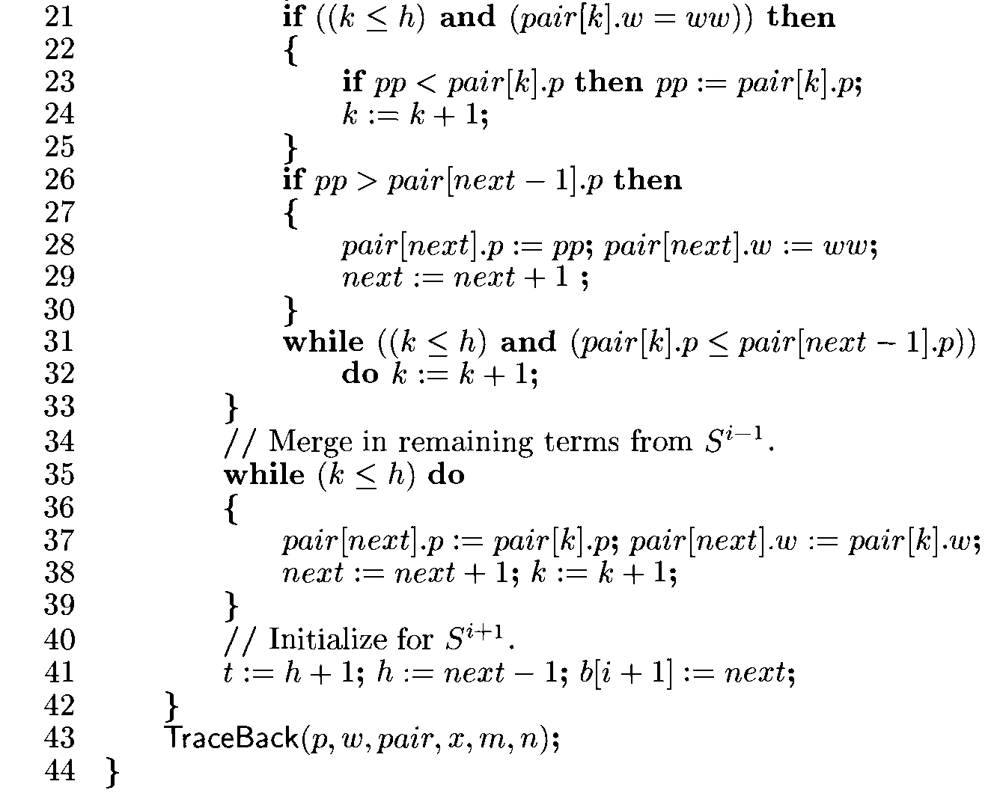 21 if ((k ≤ h) and (pair[k].w = ww)) then
22 {
23 if pp < pair[k].p then pp := pair[k].p;
24 k := k + 1;
25 }
26 if pp > pair[next − 1].p then
27 {
28 pair[next].p := pp; pair[next].w := ww;
29 next := next + 1 ;
30 }
31 while ((k ≤ h) and (pair[k].p ≤ pair[next − 1].p))
32 do k := k + 1;
33 }
34 // Merge in remaining terms from S^{i−1}.
35 while (k ≤ h) do
36 {
37 pair[next].p := pair[k].p; pair[next].w := pair[k].w;
38 next := next + 1; k := k + 1;
39 }
40 // Initialize for S^{i+1}.
41 t := h + 1; h := next − 1; b[i + 1] := next;
42 }
43 TraceBack(p, w, pair, x, m, n);
44 }